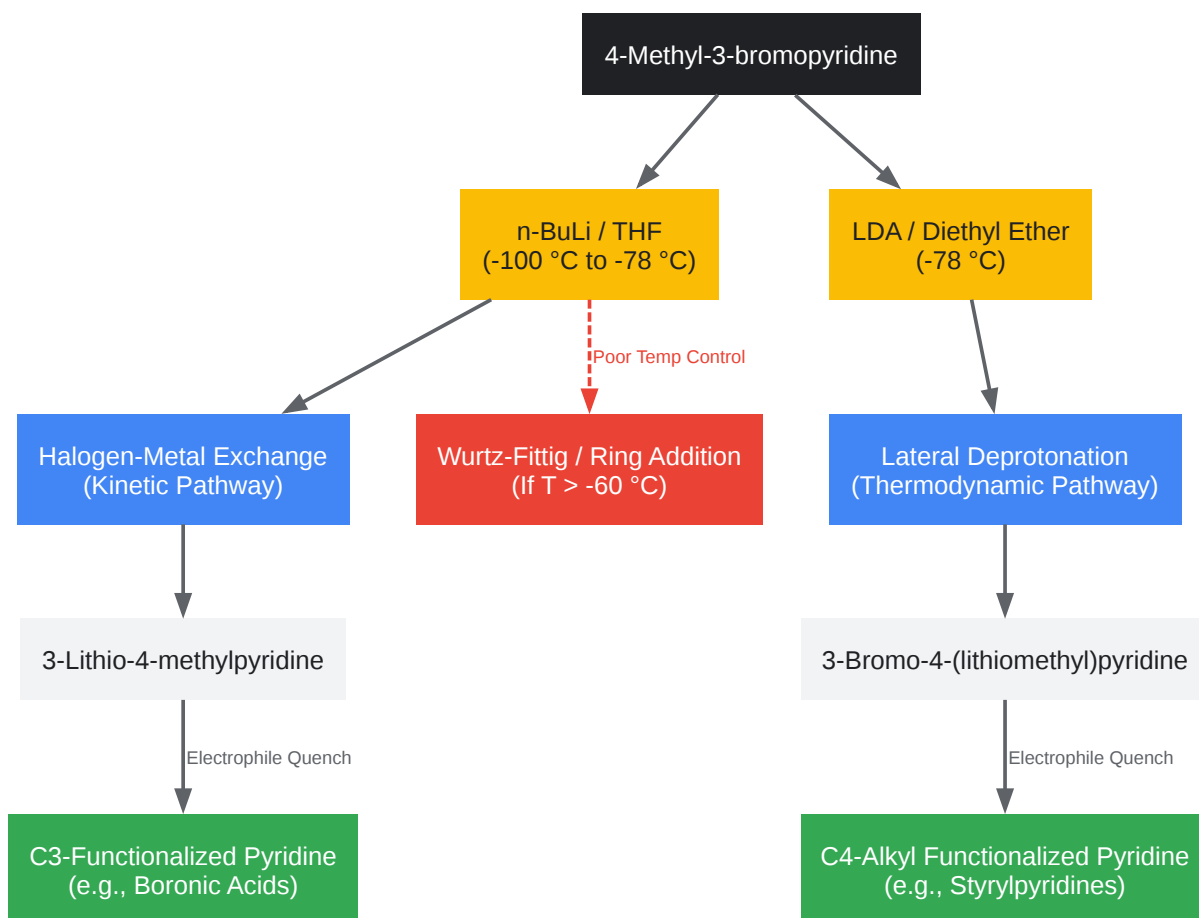 4-Methyl-3-bromopyridine
n-BuLi / THF
(-100 °C to -78 °C)
LDA / Diethyl Ether
(-78 °C)
Poor Temp Control
Halogen-Metal Exchange
(Kinetic Pathway)
Wurtz-Fittig / Ring Addition
(If T > -60 °C)
Lateral Deprotonation
(Thermodynamic Pathway)
3-Lithio-4-methylpyridine
3-Bromo-4-(lithiomethyl)pyridine
Electrophile Quench
Electrophile Quench
C3-Functionalized Pyridine
(e.g., Boronic Acids)
C4-Alkyl Functionalized Pyridine
(e.g., Styrylpyridines)